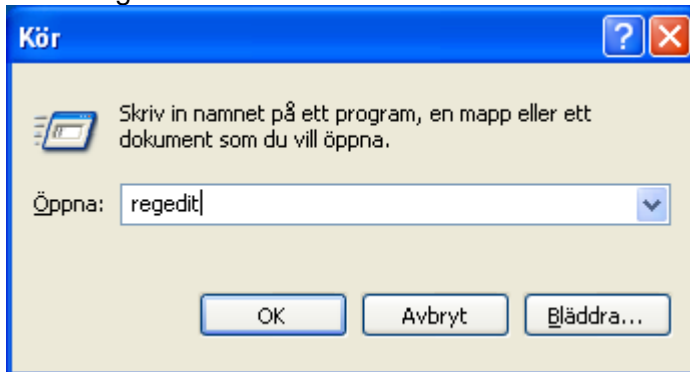 Kör
Skriv in namnet på ett program, en mapp eller ett
dokument som du vill öppna.
Öppna: regedit
OK Avbryt Bläddra...